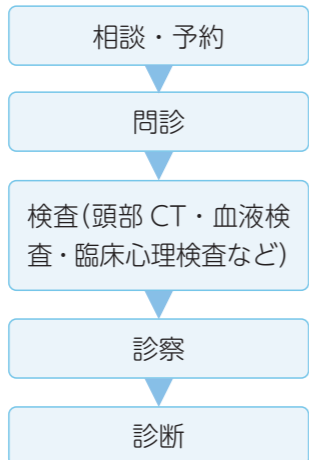 相談・予約
問診
検査（頭部 CT・血液検
査・臨床心理検査など）
診察
診断